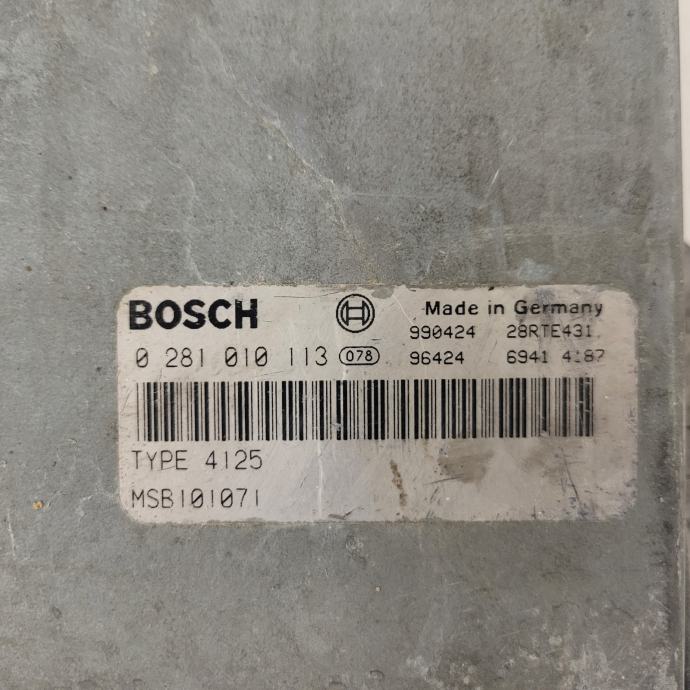 BOSCH
Made in Germany
990424 28RTE431
0 281 010 113 078 96424 6941 4187
TYPE 4125
MSB101071